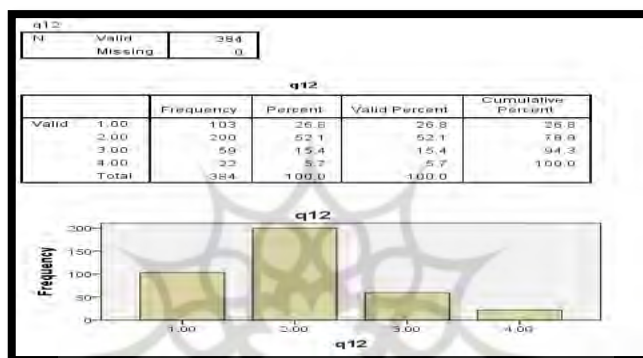 q12
N Valid 384
Missing 0
q12
Frequency Percent Valid Percent Cumulative Percent
Valid 1.00 103 26.8 26.8 26.8
2.00 200 52.1 52.1 78.9
3.00 59 15.4 15.4 94.3
4.00 22 5.7 5.7 100.0
Total 384 100.0 100.0
q12
Frequency
200
150
100
50
0
1.00 2.00 3.00 4.00
q12